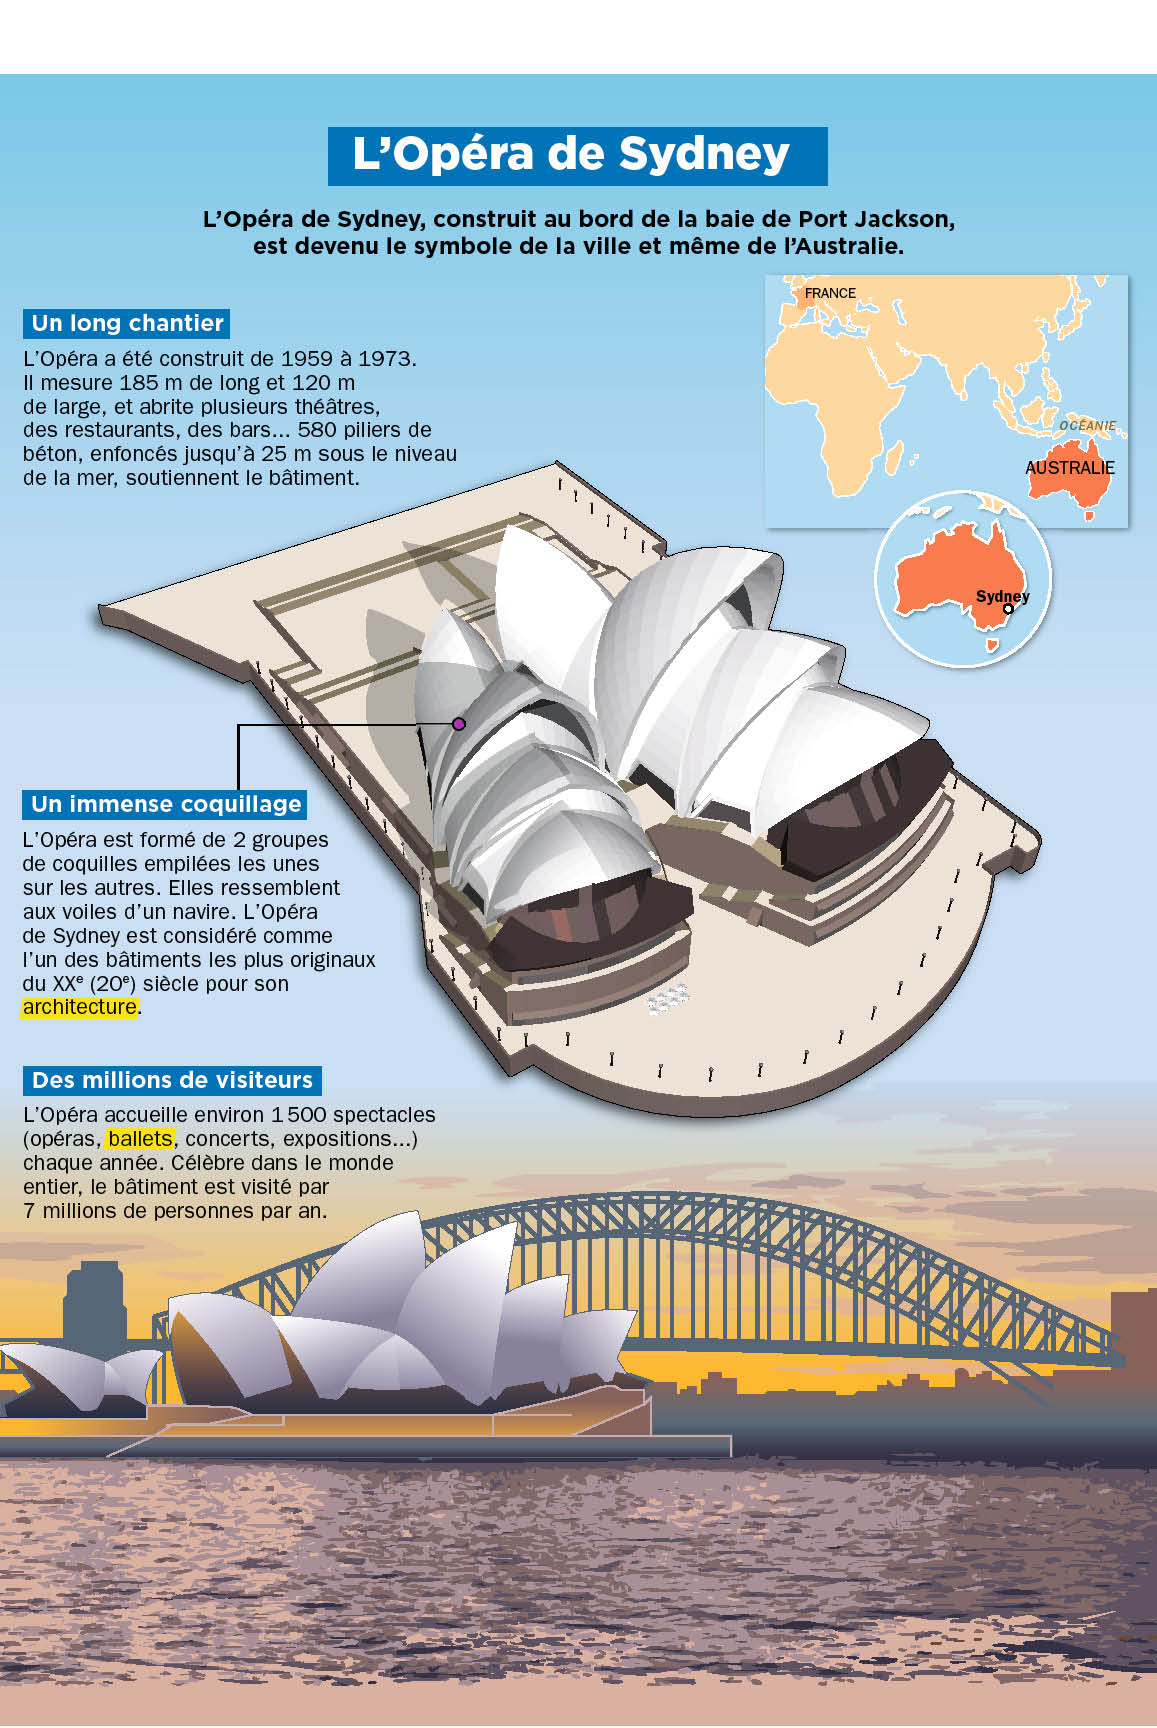 L’Opéra de Sydney
L’Opéra de Sydney, construit au bord de la baie de Port Jackson,
est devenu le symbole de la ville et même de l’Australie.
Un long chantier
L’Opéra a été construit de 1959 à 1973.
Il mesure 185 m de long et 120 m
de large, et abrite plusieurs théâtres,
des restaurants, des bars... 580 piliers de
béton, enfoncés jusqu’à 25 m sous le niveau
de la mer, soutiennent le bâtiment.
FRANCE
OCÉANIE
AUSTRALIE
Sydney
Un immense coquillage
L’Opéra est formé de 2 groupes
de coquilles empilées les unes
sur les autres. Elles ressemblent
aux voiles d’un navire. L’Opéra
de Sydney est considéré comme
l’un des bâtiments les plus originaux
du XXe (20e) siècle pour son
architecture.
Des millions de visiteurs
L’Opéra accueille environ 1 500 spectacles
(opéras, ballets, concerts, expositions...)
chaque année. Célèbre dans le monde
entier, le bâtiment est visité par
7 millions de personnes par an.